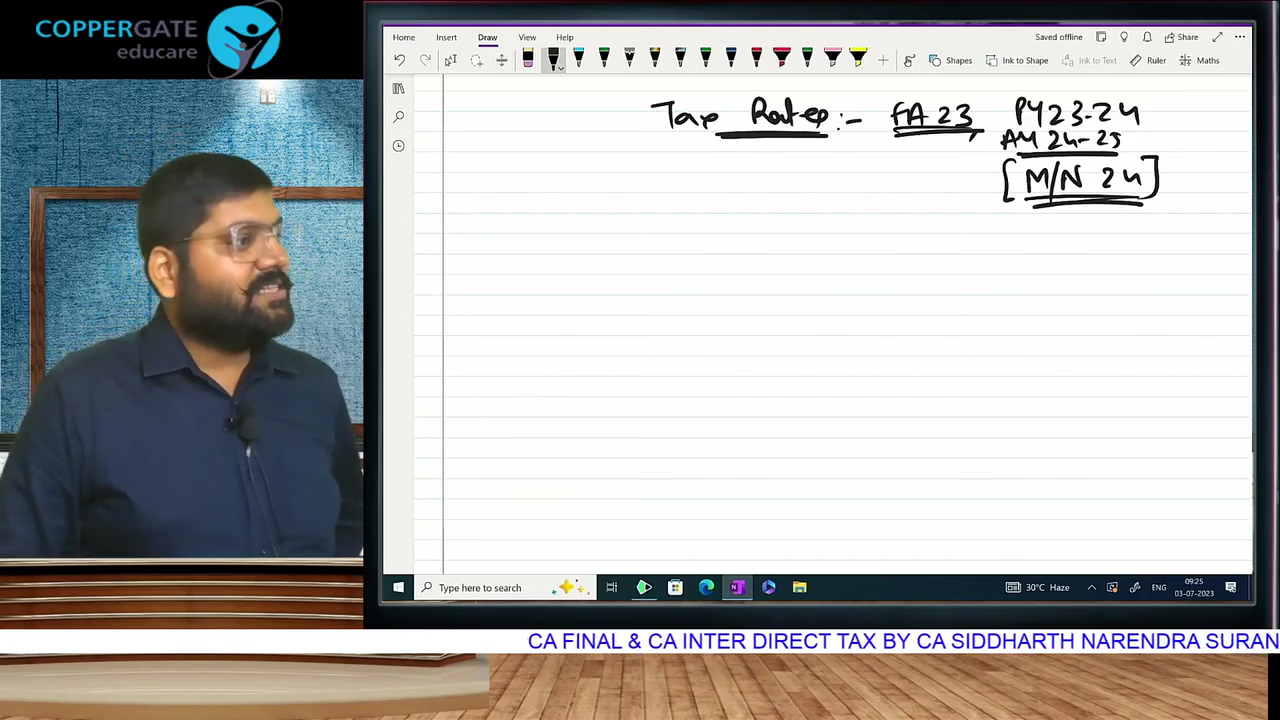 COPPERGATE
educare
Home Insert Draw View Help
Saved offline
Share
Shapes
Ink to Shape
Ink to Text
Ruler
Maths
Tax Rates :- FA 23 PY 23-24
AY 24-25
[M/N 24]
Type here to search
30°C Haze
ENG
09:25
03-07-2023
CA FINAL & CA INTER DIRECT TAX BY CA SIDDHARTH NARENDRA SURAN